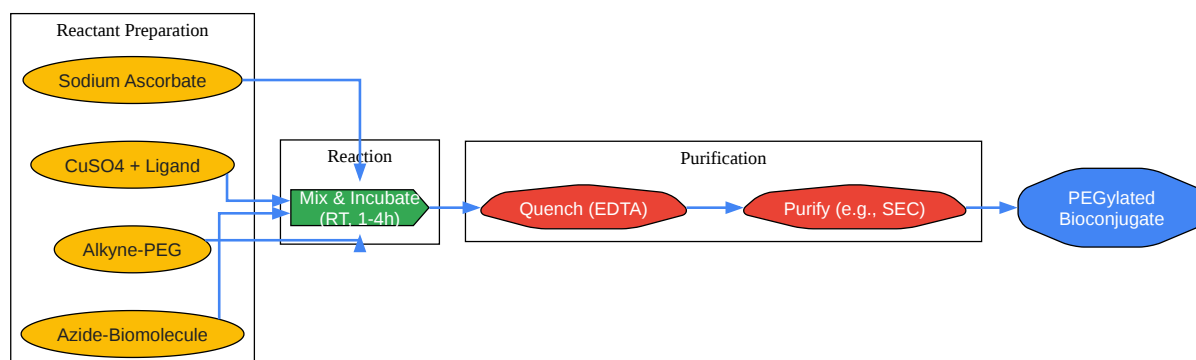 Reactant Preparation
Sodium Ascorbate
CuSO4 + Ligand
Alkyne-PEG
Azide-Biomolecule
Reaction
Mix & Incubate
(RT, 1-4h)
Purification
Quench (EDTA)
Purify (e.g., SEC)
PEGylated
Bioconjugate